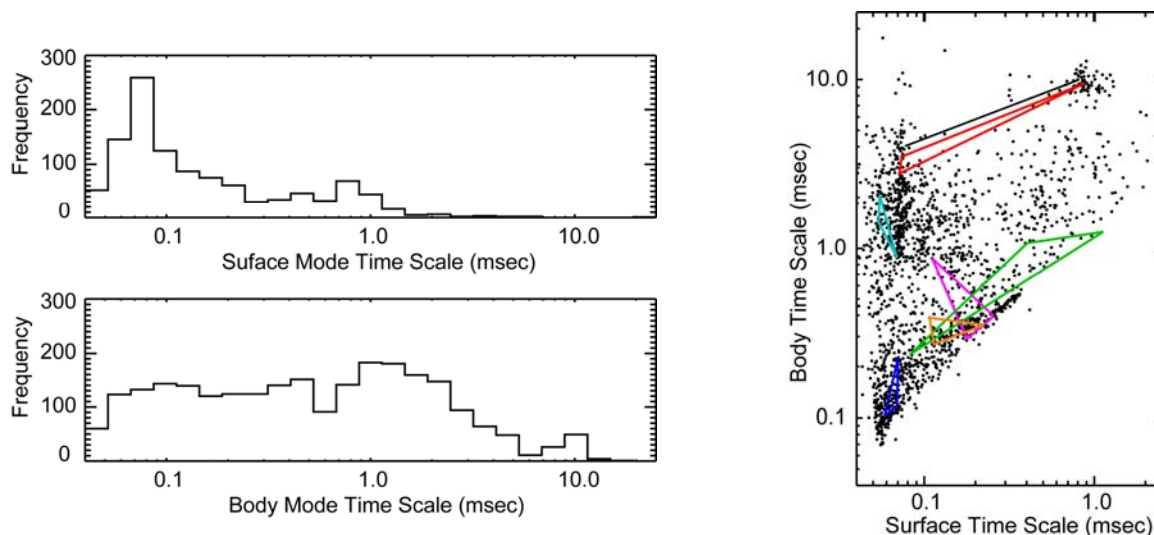 300
200
100
0
Frequency
0.1 1.0 10.0
Suface Mode Time Scale (msec)
300
200
100
0
Frequency
0.1 1.0 10.0
Body Mode Time Scale (msec)
10.0
1.0
0.1
Body Time Scale (msec)
0.1 1.0
Surface Time Scale (msec)